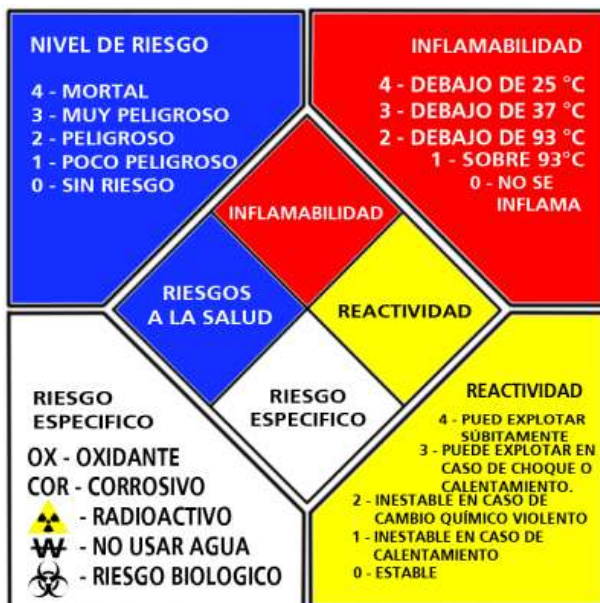 NIVEL DE RIESGO
4 - MORTAL
3 - MUY PELIGROSO
2 - PELIGROSO
1 - POCO PELIGROSO
0 - SIN RIESGO
INFLAMABILIDAD
4 - DEBAJO DE 25 °C
3 - DEBAJO DE 37 °C
2 - DEBAJO DE 93 °C
1 - SOBRE 93°C
0 - NO SE
INFLAMA
INFLAMABILIDAD
RIESGOS
A LA SALUD
REACTIVIDAD
RIESGO
ESPECIFICO
RIESGO
ESPECIFICO
OX - OXIDANTE
COR - CORROSIVO
- RADIOACTIVO
W - NO USAR AGUA
- RIESGO BIOLOGICO
REACTIVIDAD
4 - PUED EXPLOTAR
SÚBITAMENTE
3 - PUEDE EXPLOTAR EN
CASO DE CHOQUE O
CALENTAMIENTO.
2 - INESTABLE EN CASO DE
CAMBIO QUÍMICO VIOLENTO
1 - INESTABLE EN CASO DE
CALENTAMIENTO
0 - ESTABLE